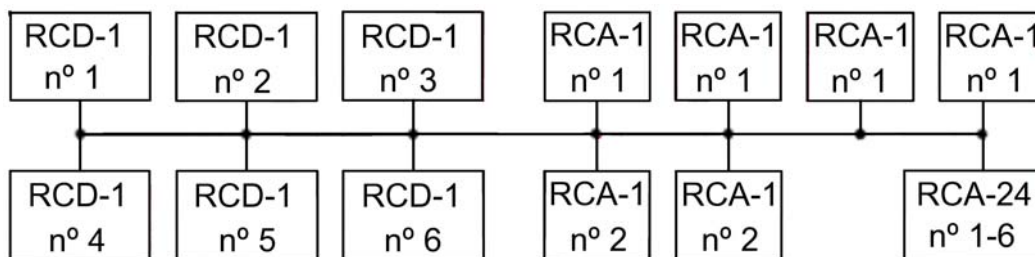 RCD-1
nº 1
RCD-1
nº 2
RCD-1
nº 3
RCA-1
nº 1
RCA-1
nº 1
RCA-1
nº 1
RCA-1
nº 1
RCD-1
nº 4
RCD-1
nº 5
RCD-1
nº 6
RCA-1
nº 2
RCA-1
nº 2
RCA-24
nº 1-6